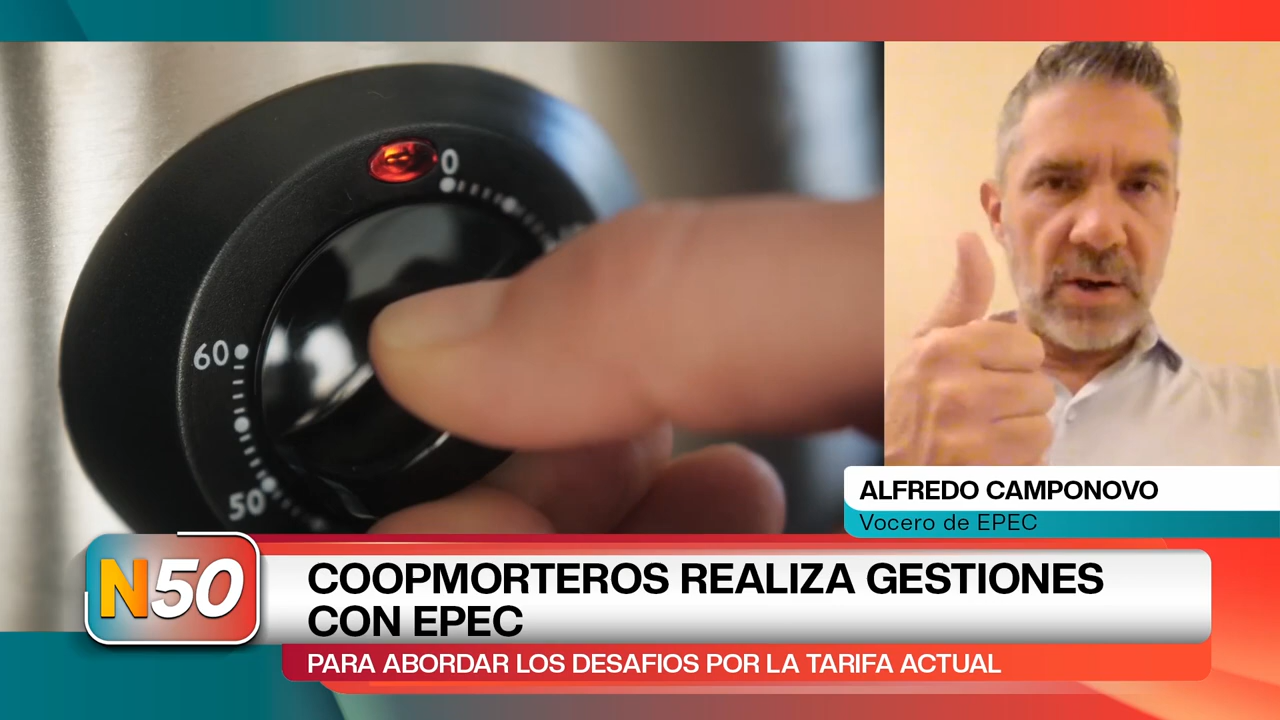 0
60
50
ALFREDO CAMPONOVO
Vocero de EPEC
N50
COOPMORTEROS REALIZA GESTIONES
CON EPEC
PARA ABORDAR LOS DESAFIOS POR LA TARIFA ACTUAL